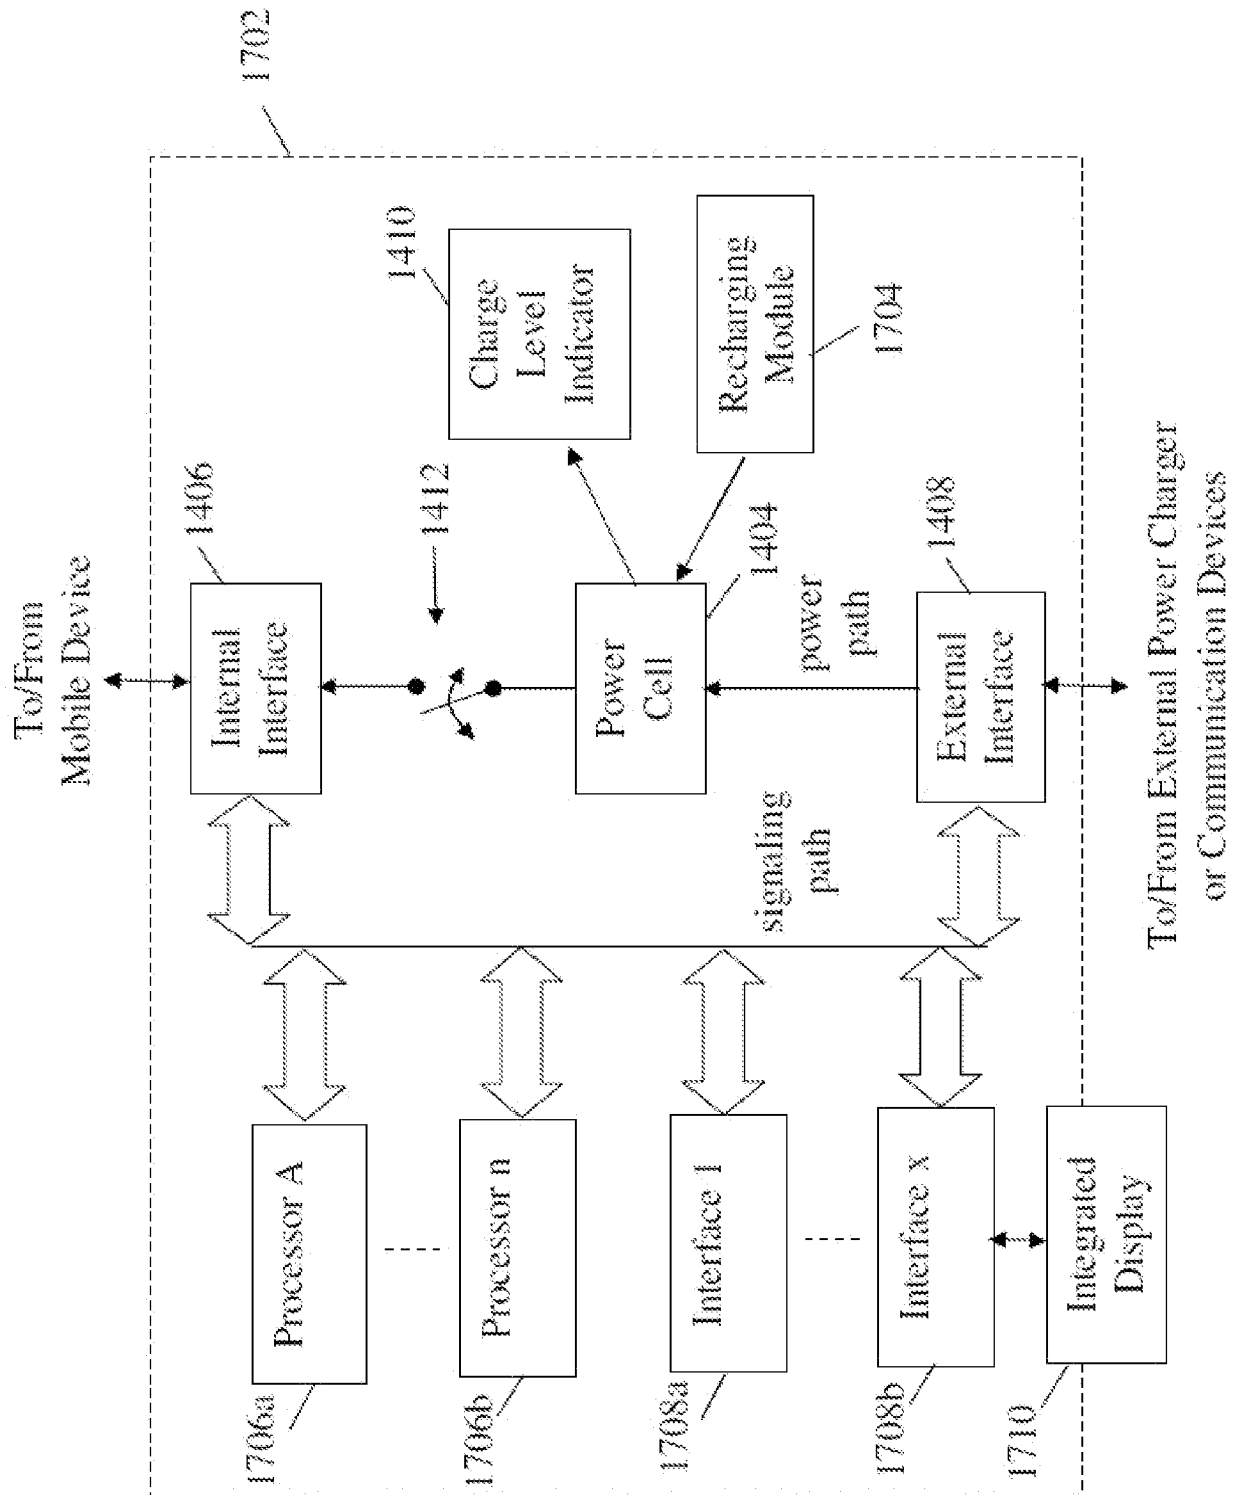 1702
To/From
Mobile Device
1406
Internal
Interface
1412
1410
Charge
Level
Indicator
Recharging
Module
1704
Power
Cell
1404
power
path
signaling
path
1408
External
Interface
To/From External Power Charger
or Communication Devices
Processor A
1706a
Processor n
1706b
Interface 1
1708a
Interface x
1708b
Integrated
Display
1710